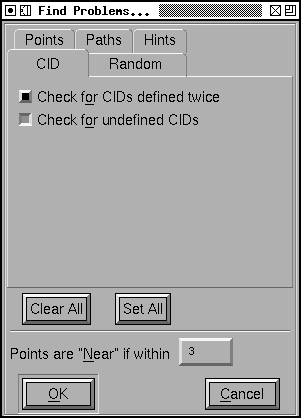 Find Problems...
Points Paths Hints
CID Random
Check for CIDs defined twice
Check for undefined CIDs
Clear All Set All
Points are "Near" if within 3
OK Cancel